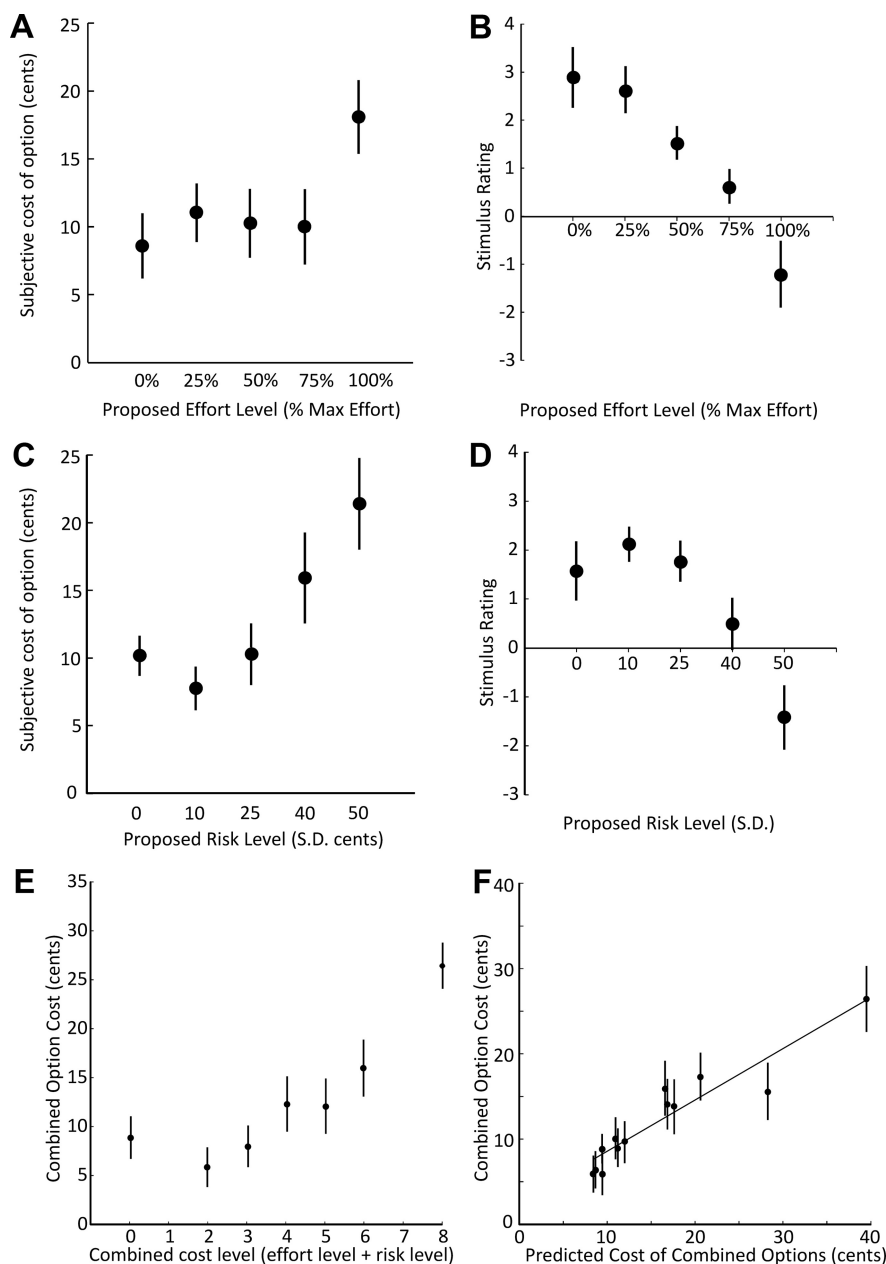 A
Subjective cost of option (cents)
25
20
15
10
5
0
0% 25% 50% 75% 100%
Proposed Effort Level (% Max Effort)
B
Stimulus Rating
4
3
2
1
0
-1
-2
-3
0% 25% 50% 75% 100%
Proposed Effort Level (% Max Effort)
C
Subjective cost of option (cents)
25
20
15
10
5
0
0 10 25 40 50
Proposed Risk Level (S.D. cents)
D
Stimulus Rating
4
3
2
1
0
-1
-2
-3
0 10 25 40 50
Proposed Risk Level (S.D.)
E
Combined Option Cost (cents)
35
30
25
20
15
10
5
0
0 1 2 3 4 5 6 7 8
Combined cost level (effort level + risk level)
F
Combined Option Cost (cents)
40
30
20
10
0
0 10 20 30 40
Predicted Cost of Combined Options (cents)